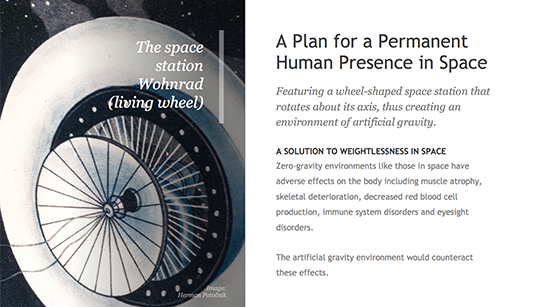 The space
station
Wohnrad
(living wheel)
Image:
Herman Potočnik
A Plan for a Permanent
Human Presence in Space
Featuring a wheel-shaped space station that
rotates about its axis, thus creating an
environment of artificial gravity.
A SOLUTION TO WEIGHTLESSNESS IN SPACE
Zero-gravity environments like those in space have
adverse effects on the body including muscle atrophy,
skeletal deterioration, decreased red blood cell
production, immune system disorders and eyesight
disorders.
The artificial gravity environment would counteract
these effects.